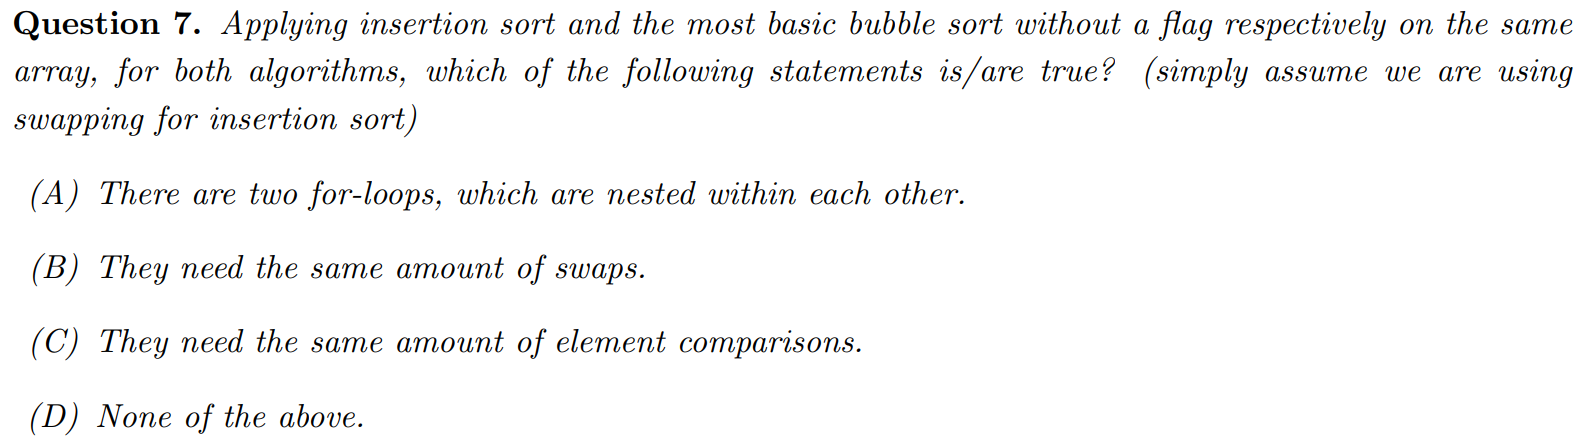 Question 7. Applying insertion sort and the most basic bubble sort without a flag respectively on the same
array, for both algorithms, which of the following statements is/are true? (simply assume we are using
swapping for insertion sort)
(A) There are two for-loops, which are nested within each other.
(B) They need the same amount of swaps.
(C) They need the same amount of element comparisons.
(D) None of the above.